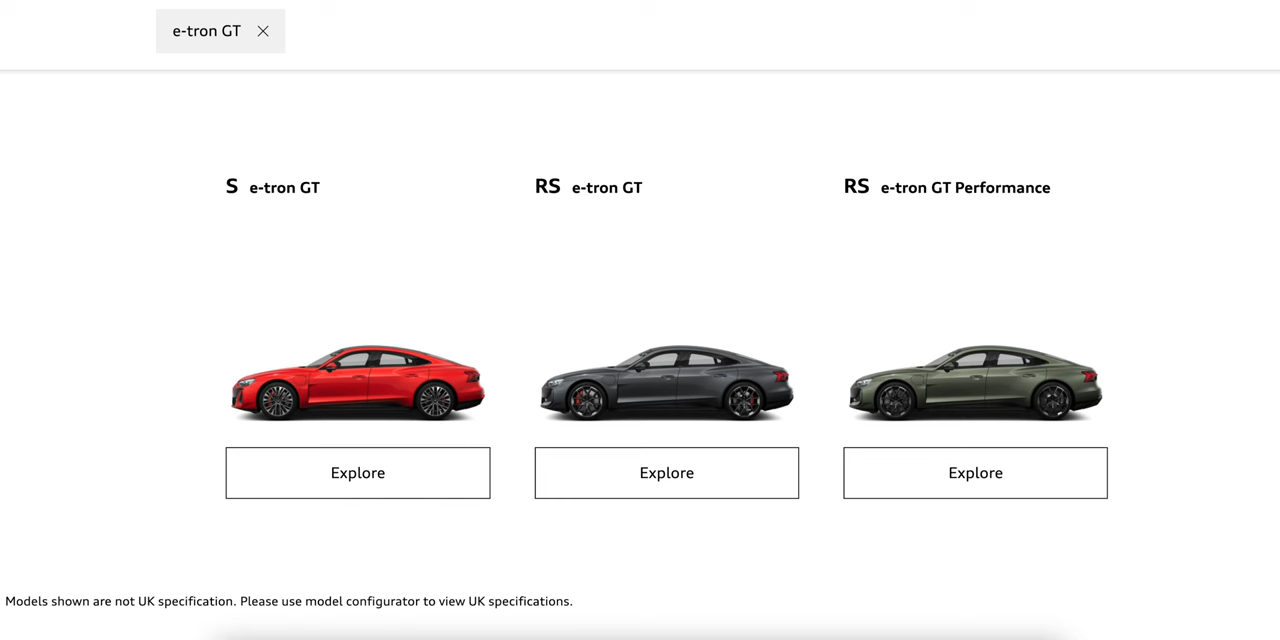 e-tron GT
S e-tron GT
RS e-tron GT
RS e-tron GT Performance
Explore
Explore
Explore
Models shown are not UK specification. Please use model configurator to view UK specifications.